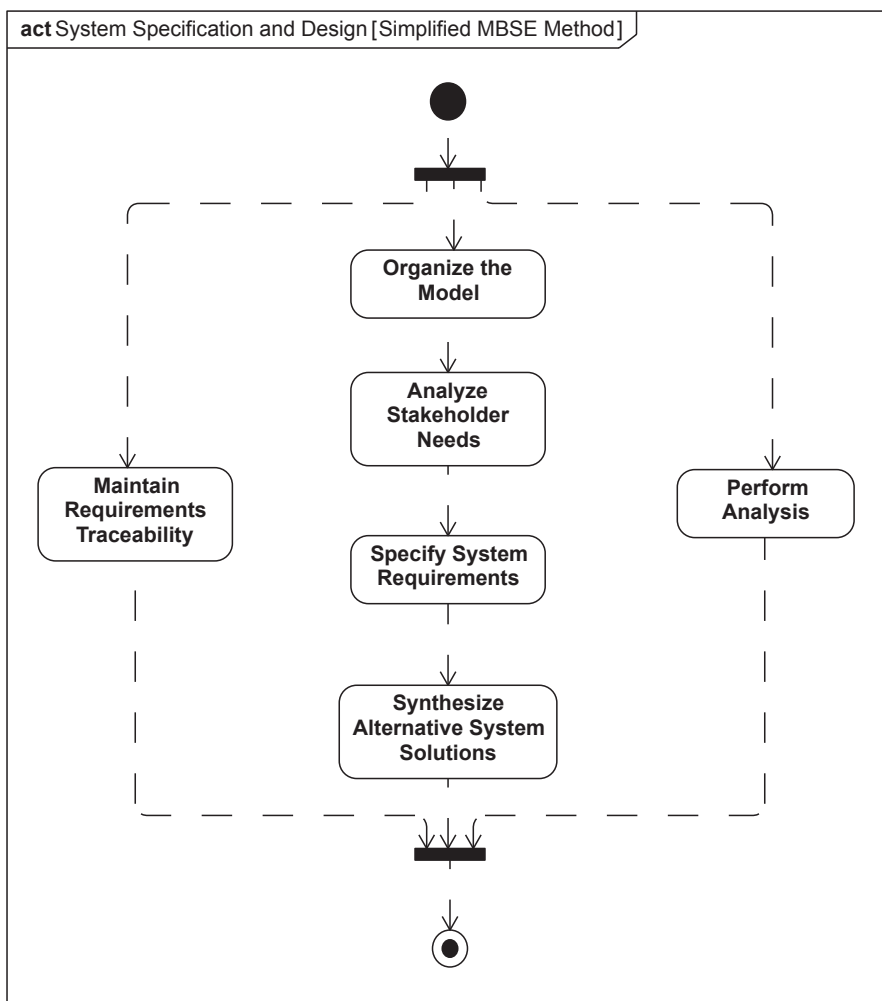 act System Specification and Design [Simplified MBSE Method]
Organize the
Model
Analyze
Stakeholder
Needs
Maintain
Requirements
Traceability
Perform
Analysis
Specify System
Requirements
Synthesize
Alternative System
Solutions